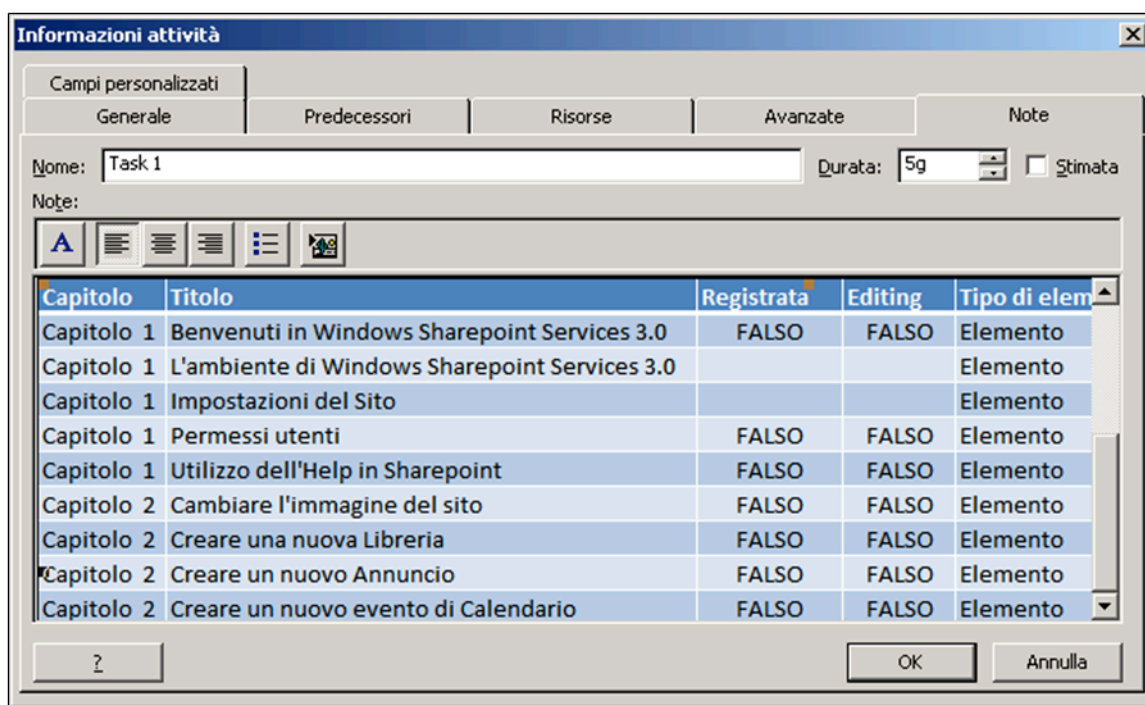 Informazioni attività
Campi personalizzati
Generale Predecessori Risorse Avanzate Note
Nome: Task 1 Durata: 5g Stimata
Note:
A
Capitolo Titolo Registrata Editing Tipo di elem
Capitolo 1 Benvenuti in Windows Sharepoint Services 3.0 FALSO FALSO Elemento
Capitolo 1 L'ambiente di Windows Sharepoint Services 3.0 Elemento
Capitolo 1 Impostazioni del Sito Elemento
Capitolo 1 Permessi utenti FALSO FALSO Elemento
Capitolo 1 Utilizzo dell'Help in Sharepoint FALSO FALSO Elemento
Capitolo 2 Cambiare l'immagine del sito FALSO FALSO Elemento
Capitolo 2 Creare una nuova Libreria FALSO FALSO Elemento
Capitolo 2 Creare un nuovo Annuncio FALSO FALSO Elemento
Capitolo 2 Creare un nuovo evento di Calendario FALSO FALSO Elemento
? OK Annulla